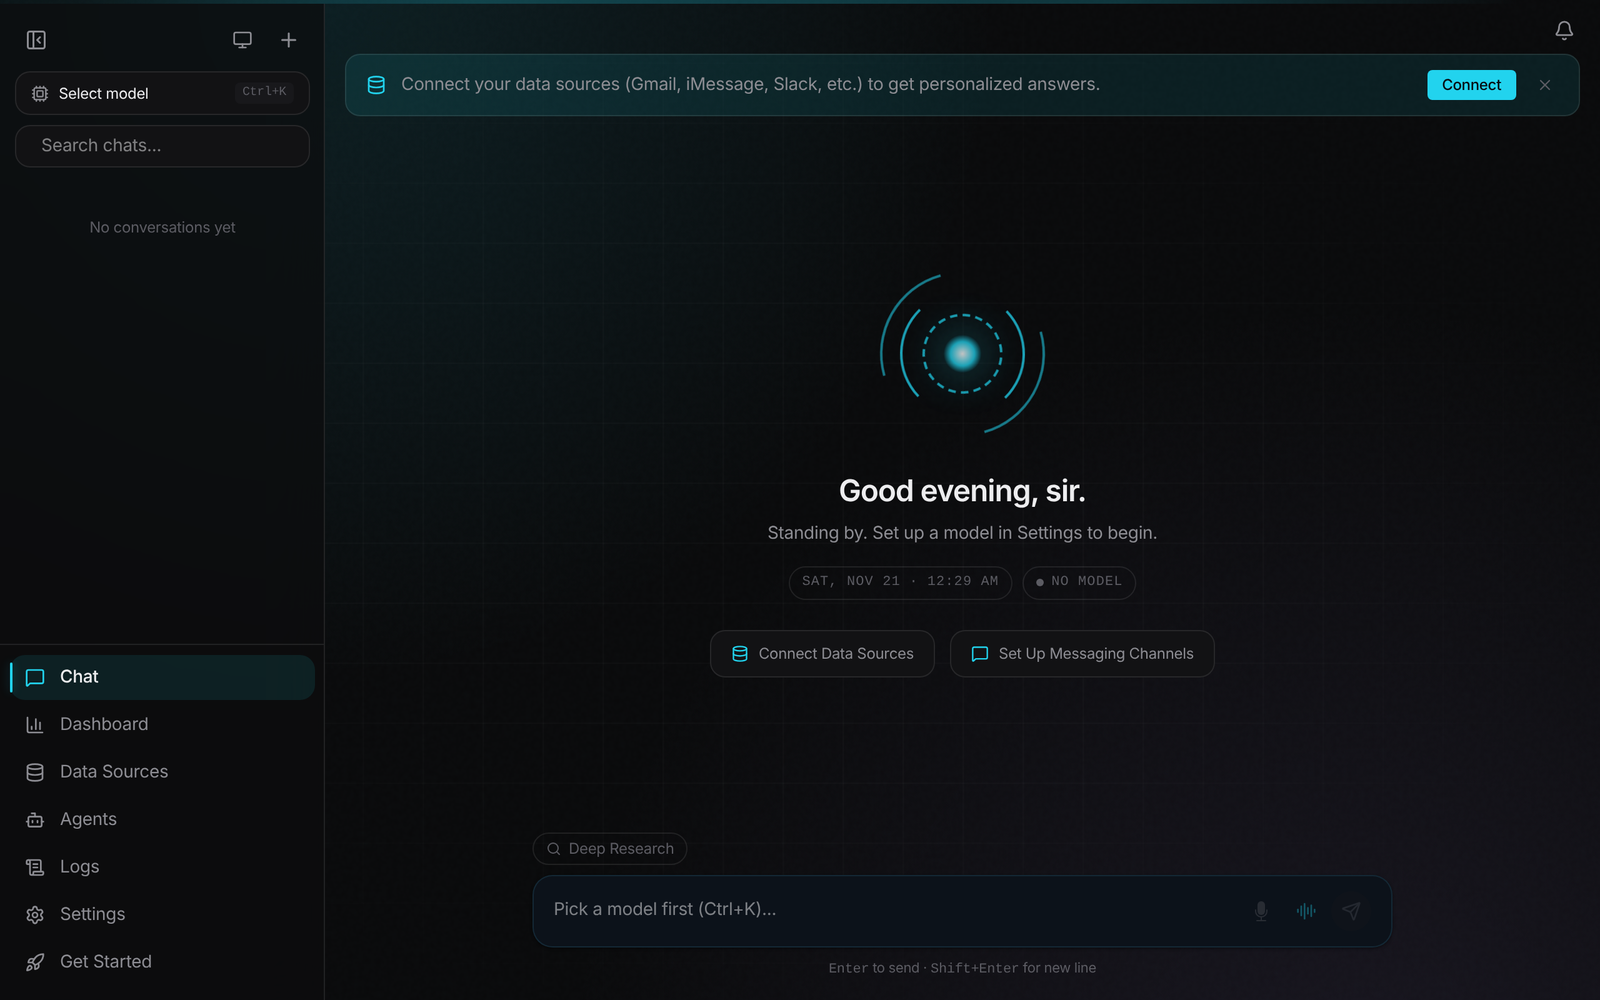 Select model
Ctrl+K
Search chats...
No conversations yet
Chat
Dashboard
Data Sources
Agents
Logs
Settings
Get Started
Connect your data sources (Gmail, iMessage, Slack, etc.) to get personalized answers.
Connect
Good evening, sir.
Standing by. Set up a model in Settings to begin.
SAT, NOV 21 · 12:29 AM
NO MODEL
Connect Data Sources
Set Up Messaging Channels
Deep Research
Pick a model first (Ctrl+K)...
Enter to send · Shift+Enter for new line